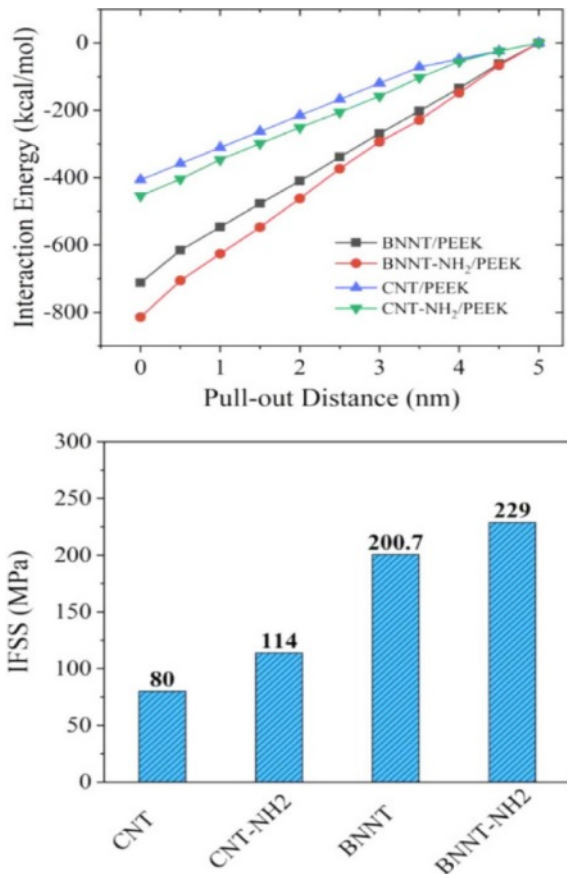 0
-200
-400
-600
-800
Interaction Energy (kcal/mol)
BNNT/PEEK
BNNT-NH₂/PEEK
CNT/PEEK
CNT-NH₂/PEEK
0 1 2 3 4 5
Pull-out Distance (nm)
300
250
200
150
100
50
0
IFSS (MPa)
80
114
200.7
229
CNT
CNT-NH2
BNNT
BNNT-NH2